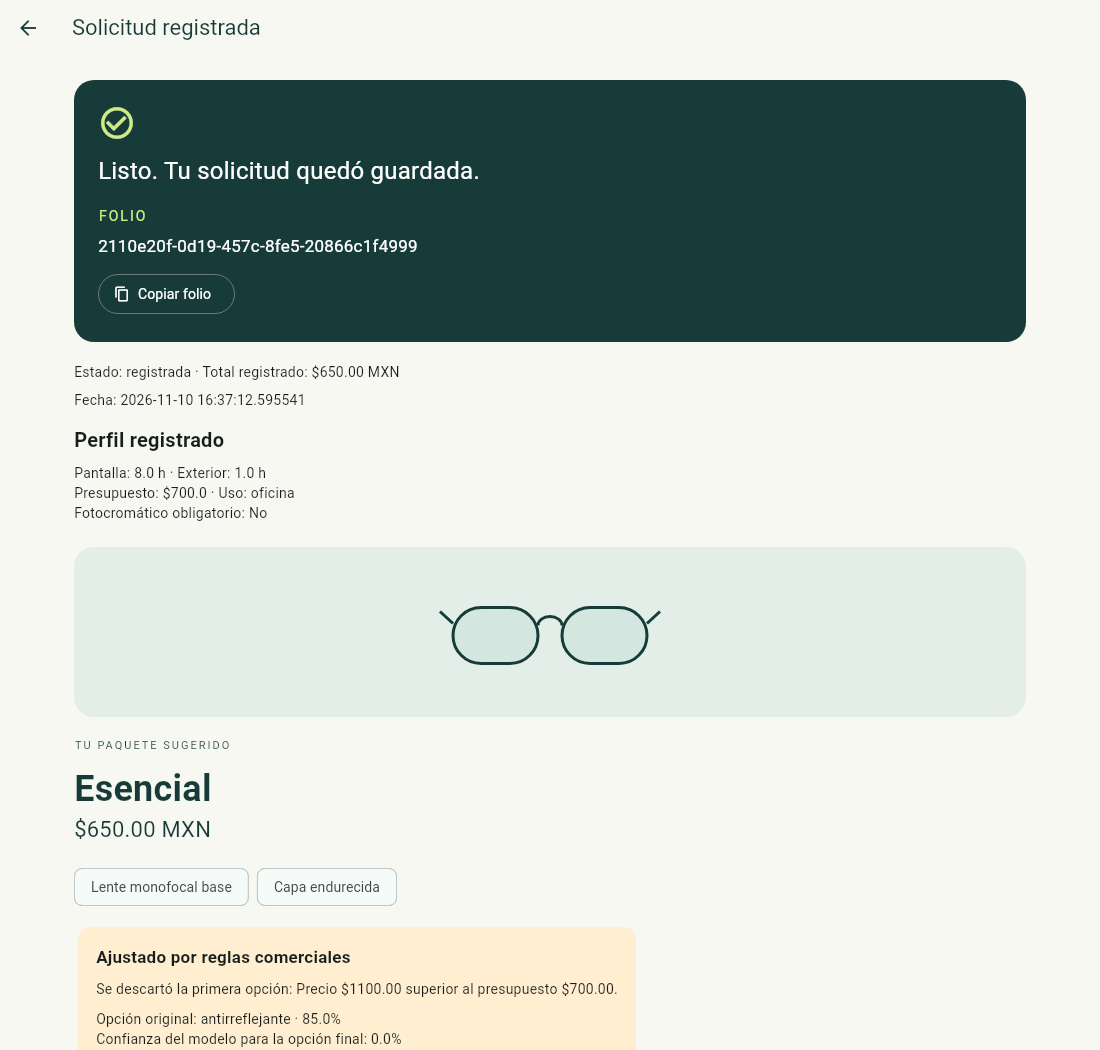 Solicitud registrada
Listo. Tu solicitud quedó guardada.
FOLIO
2110e20f-0d19-457c-8fe5-20866c1f4999
Copiar folio
Estado: registrada · Total registrado: $650.00 MXN
Fecha: 2026-11-10 16:37:12.595541
Perfil registrado
Pantalla: 8.0 h · Exterior: 1.0 h
Presupuesto: $700.0 · Uso: oficina
Fotocromático obligatorio: No
TU PAQUETE SUGERIDO
Esencial
$650.00 MXN
Lente monofocal base
Capa endurecida
Ajustado por reglas comerciales
Se descartó la primera opción: Precio $1100.00 superior al presupuesto $700.00.
Opción original: antirreflejante · 85.0%
Confianza del modelo para la opción final: 0.0%